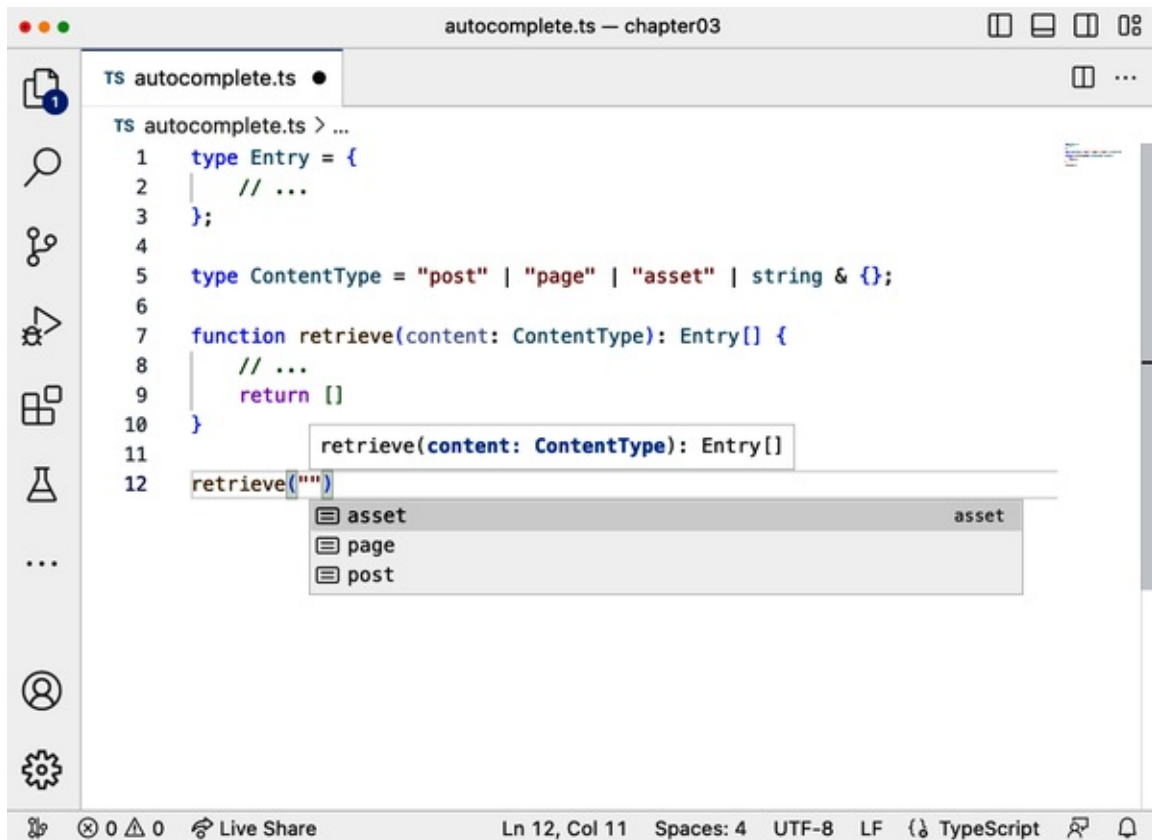 autocomplete.ts — chapter03
TS autocomplete.ts ●
1
TS autocomplete.ts > ...
1 type Entry = {
2     // ...
3 };
4
5 type ContentType = "post" | "page" | "asset" | string & {};
6
7 function retrieve(content: ContentType): Entry[] {
8     // ...
9     return []
10 }
retrieve(content: ContentType): Entry[]
11
12 retrieve("")
asset asset
page
post
0 0 Live Share Ln 12, Col 11 Spaces: 4 UTF-8 LF TypeScript